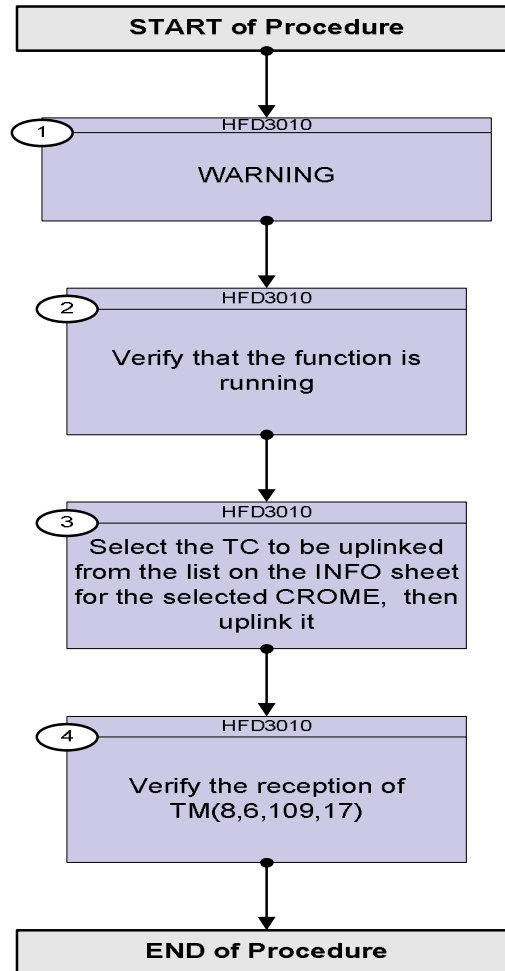 START of Procedure
HFD3010
1
WARNING
HFD3010
2
Verify that the function is
running
HFD3010
3
Select the TC to be uplinked
from the list on the INFO sheet
for the selected CROME, then
uplink it
HFD3010
4
Verify the reception of
TM(8,6,109,17)
END of Procedure